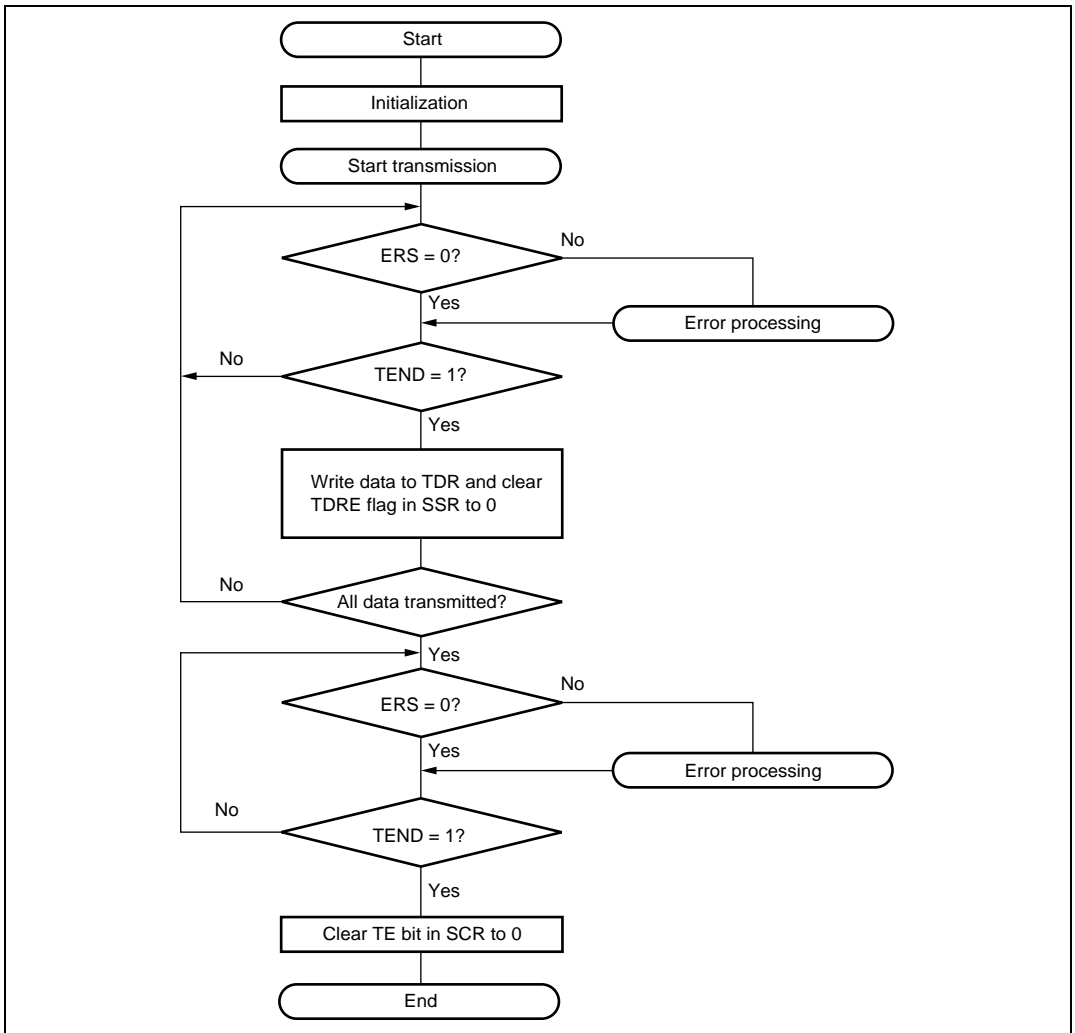 Start
Initialization
Start transmission
ERS = 0?
No
Yes
Error processing
No
TEND = 1?
Yes
Write data to TDR and clear
TDRE flag in SSR to 0
No
All data transmitted?
Yes
ERS = 0?
No
Yes
Error processing
No
TEND = 1?
Yes
Clear TE bit in SCR to 0
End